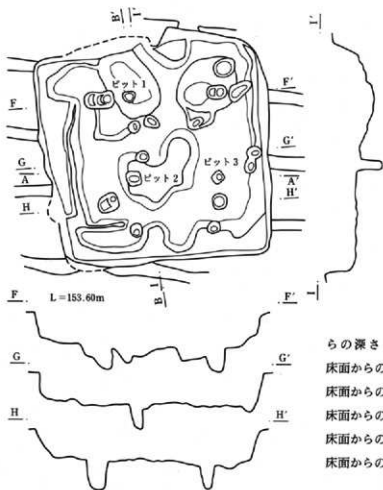 B′ I′
I′
ピット1
F F′
G G′
A A′
H H′
ピット3
ピット2
L=153.60m
B I
I
F F′
G G′
H H′
らの深さ
床面からの
床面からの
床面からの
床面からの
床面からの